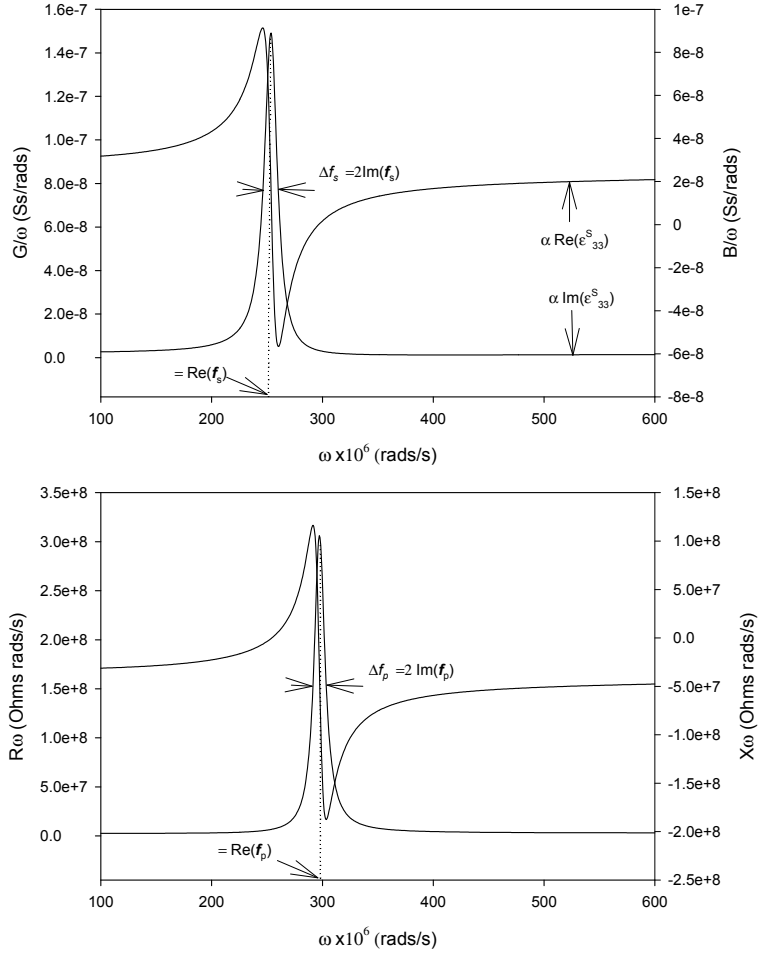 1.6e-7
1.4e-7
1.2e-7
1.0e-7
8.0e-8
6.0e-8
4.0e-8
2.0e-8
0.0
G/ω (Ss/rads)
1e-7
8e-8
6e-8
4e-8
2e-8
0
-2e-8
-4e-8
-6e-8
-8e-8
B/ω (Ss/rads)
Δf_s =2Im(f_s)
α Re(ε^S_33)
α Im(ε^S_33)
= Re(f_s)
100 200 300 400 500 600
ω x10^6 (rads/s)
3.5e+8
3.0e+8
2.5e+8
2.0e+8
1.5e+8
1.0e+8
5.0e+7
0.0
Rω (Ohms rads/s)
1.5e+8
1.0e+8
5.0e+7
0.0
-5.0e+7
-1.0e+8
-1.5e+8
-2.0e+8
-2.5e+8
Xω (Ohms rads/s)
Δf_p =2 Im(f_p)
= Re(f_p)
100 200 300 400 500 600
ω x10^6 (rads/s)